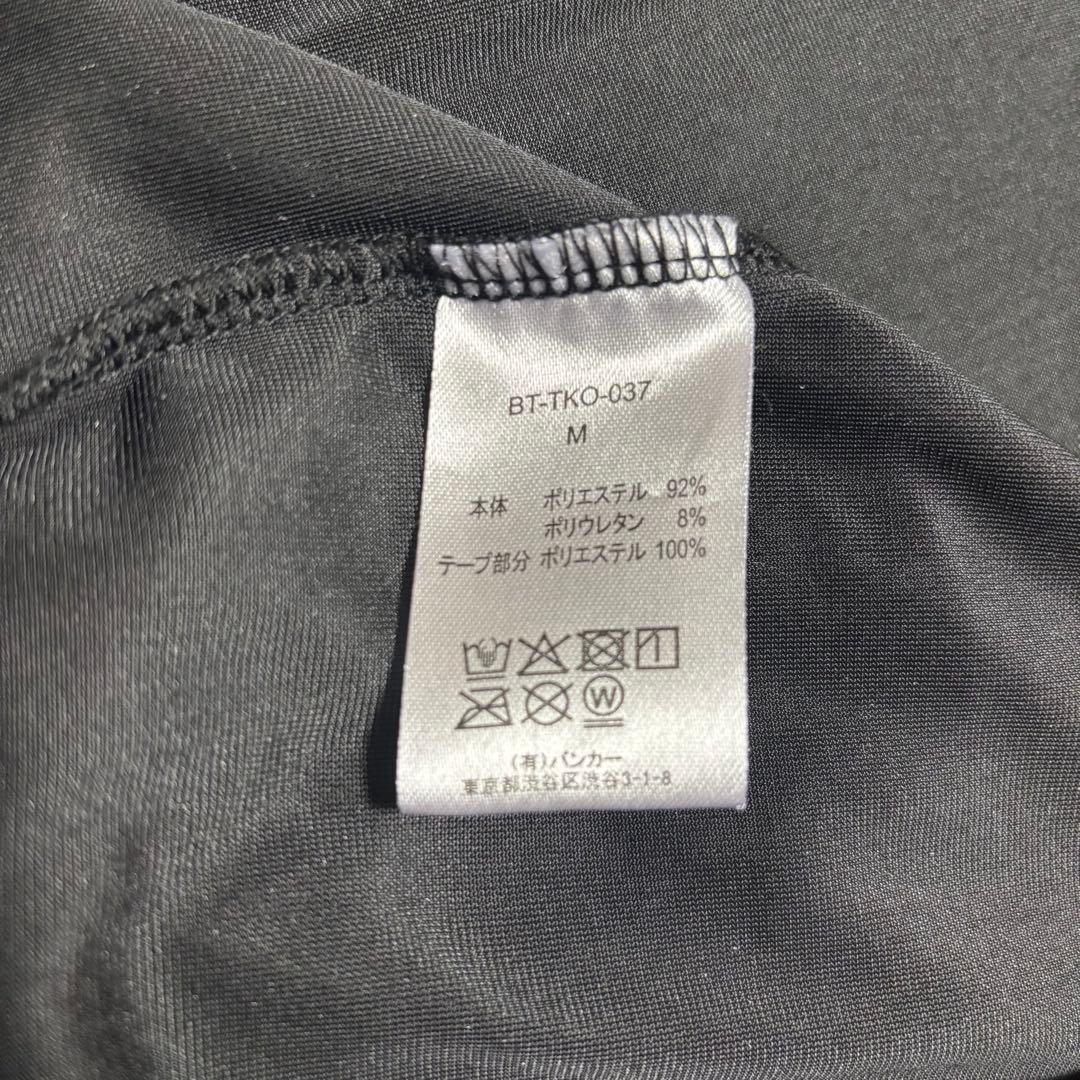 BT-TKO-037
M
本体 ポリエステル 92%
ポリウレタン 8%
テープ部分 ポリエステル 100%
W
(有)バンカー
東京都渋谷区渋谷3-1-8